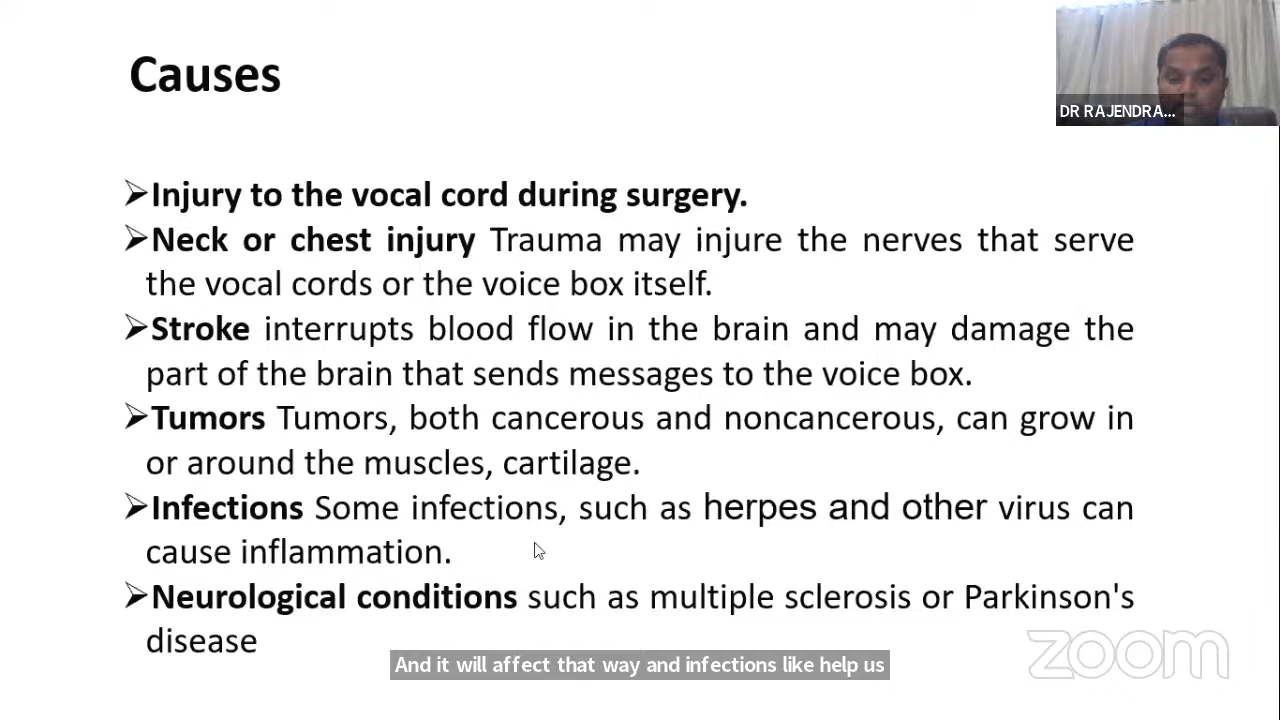 Causes
DR RAJENDRA...
➢Injury to the vocal cord during surgery.
➢Neck or chest injury Trauma may injure the nerves that serve
the vocal cords or the voice box itself.
➢Stroke interrupts blood flow in the brain and may damage the
part of the brain that sends messages to the voice box.
➢Tumors Tumors, both cancerous and noncancerous, can grow in
or around the muscles, cartilage.
➢Infections Some infections, such as herpes and other virus can
cause inflammation.
➢Neurological conditions such as multiple sclerosis or Parkinson's
disease
And it will affect that way and infections like help us
zoom